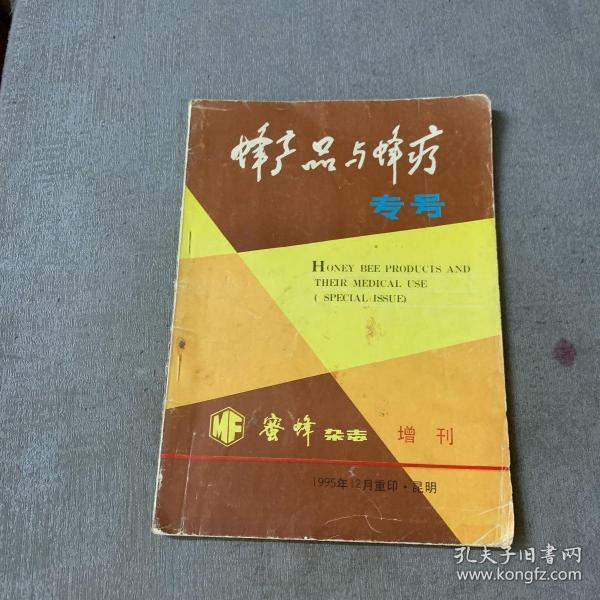 蜂产品与蜂疗
专号
HONEY BEE PRODUCTS AND
THEIR MEDICAL USE
( SPECIAL ISSUE)
MF 蜜蜂 杂志 增刊
1995年12月重印·昆明
孔夫子旧书网
www.kongfz.com